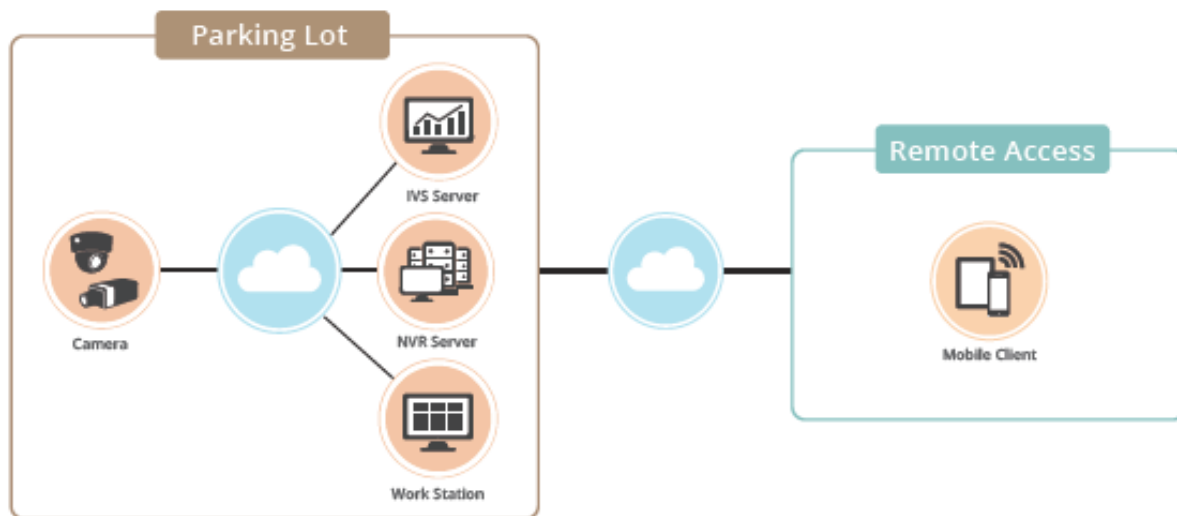 Parking Lot
IVS Server
Camera
NVR Server
Work Station
Remote Access
Mobile Client